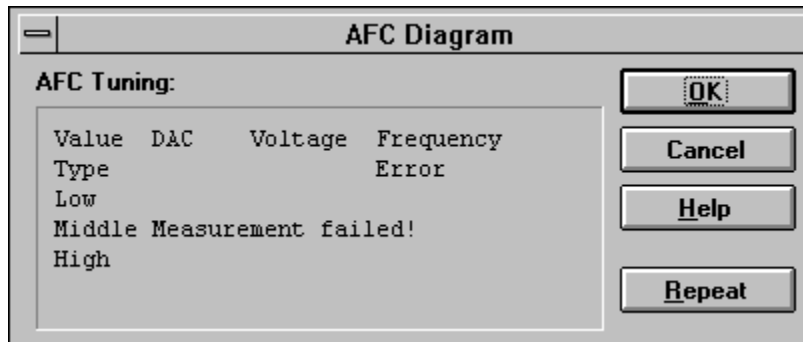 AFC Diagram
AFC Tuning:
Value DAC Voltage Frequency
Type Error
Low
Middle Measurement failed!
High
OK
Cancel
Help
Repeat